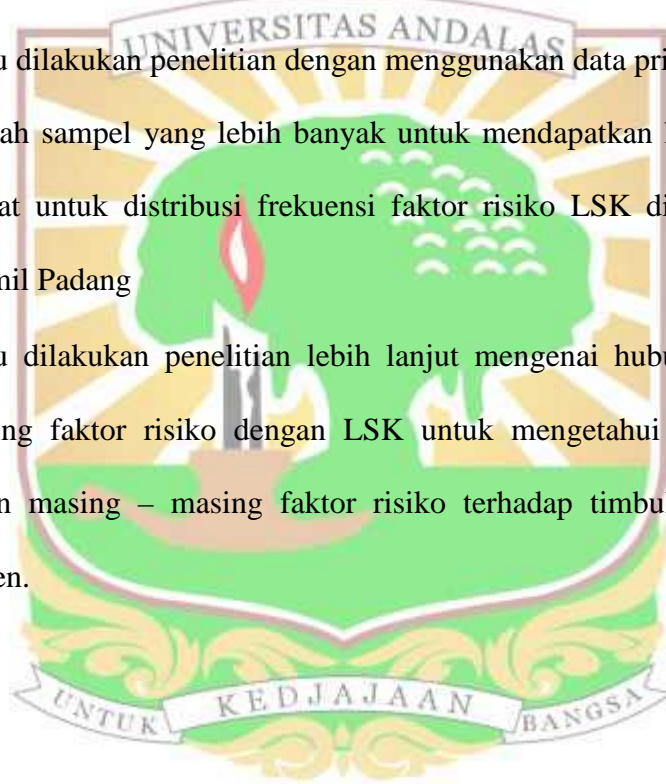 UNIVERSITAS ANDALAS
u dilakukan penelitian dengan menggunakan data pri
ah sampel yang lebih banyak untuk mendapatkan
at untuk distribusi frekuensi faktor risiko LSK di
mil Padang
u dilakukan penelitian lebih lanjut mengenai hubu
ng faktor risiko dengan LSK untuk mengetahui
n masing – masing faktor risiko terhadap timbu
en.
UNTUK KEDJAJAAN BANGSA